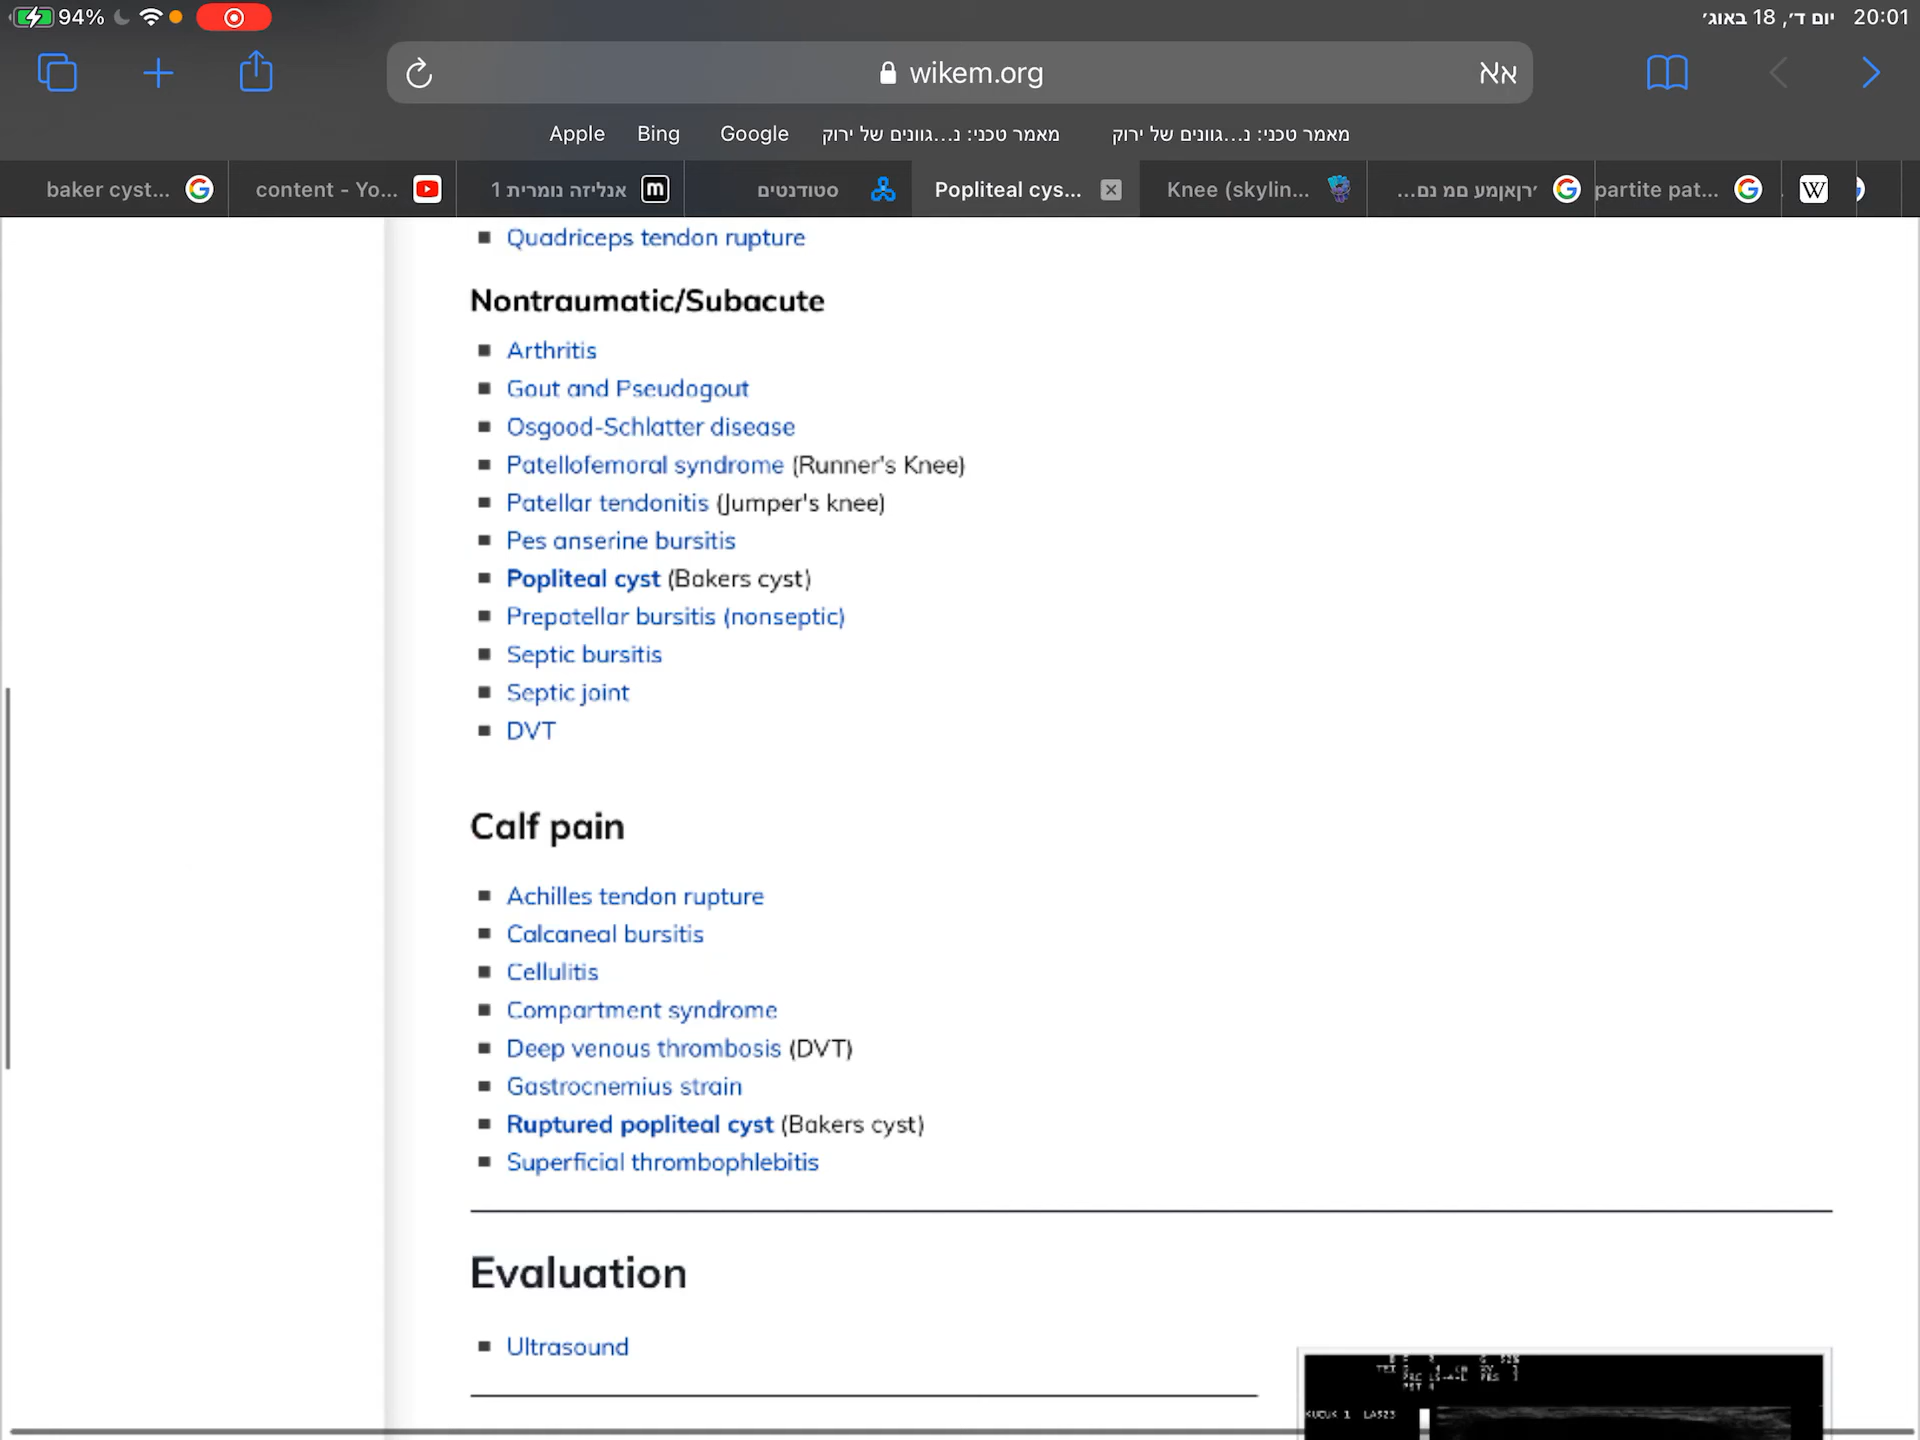 94%
יום ד׳, 18 באוג׳ 20:01
wikem.org
אא
Apple Bing Google מאמר טכני: נ...גוונים של ירוק מאמר טכני: נ...גוונים של ירוק
baker cyst... content - Yo... אנליזה נומרית 1 סטודנטים Popliteal cys... Knee (skylin... partite pat...
Quadriceps tendon rupture
Nontraumatic/Subacute
Arthritis
Gout and Pseudogout
Osgood-Schlatter disease
Patellofemoral syndrome (Runner's Knee)
Patellar tendonitis (Jumper's knee)
Pes anserine bursitis
Popliteal cyst (Bakers cyst)
Prepatellar bursitis (nonseptic)
Septic bursitis
Septic joint
DVT
Calf pain
Achilles tendon rupture
Calcaneal bursitis
Cellulitis
Compartment syndrome
Deep venous thrombosis (DVT)
Gastrocnemius strain
Ruptured popliteal cyst (Bakers cyst)
Superficial thrombophlebitis
Evaluation
Ultrasound